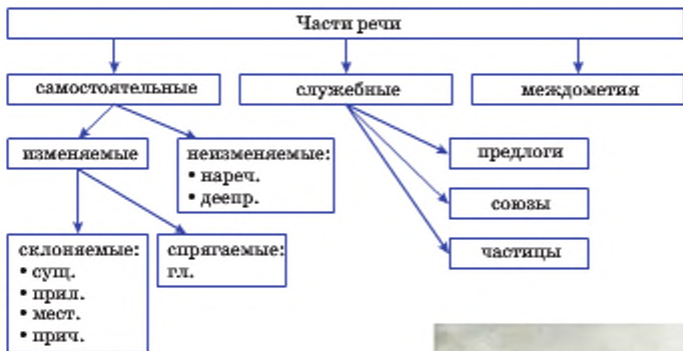 Части речи
самостоятельные
служебные
междометия
изменяемые
неизменяемые:
• нареч.
• деепр.
предлоги
союзы
частицы
склоняемые:
• сущ.
• прил.
• мест.
• прич.
спрягаемые:
гл.